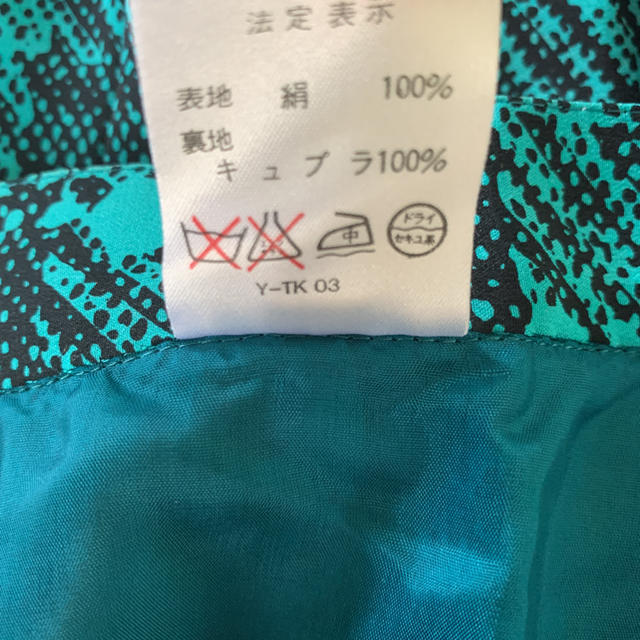 法定表示
表地 絹 100%
裏地
キュプラ100%
中 ドライ
セキユ系
Y-TK 03